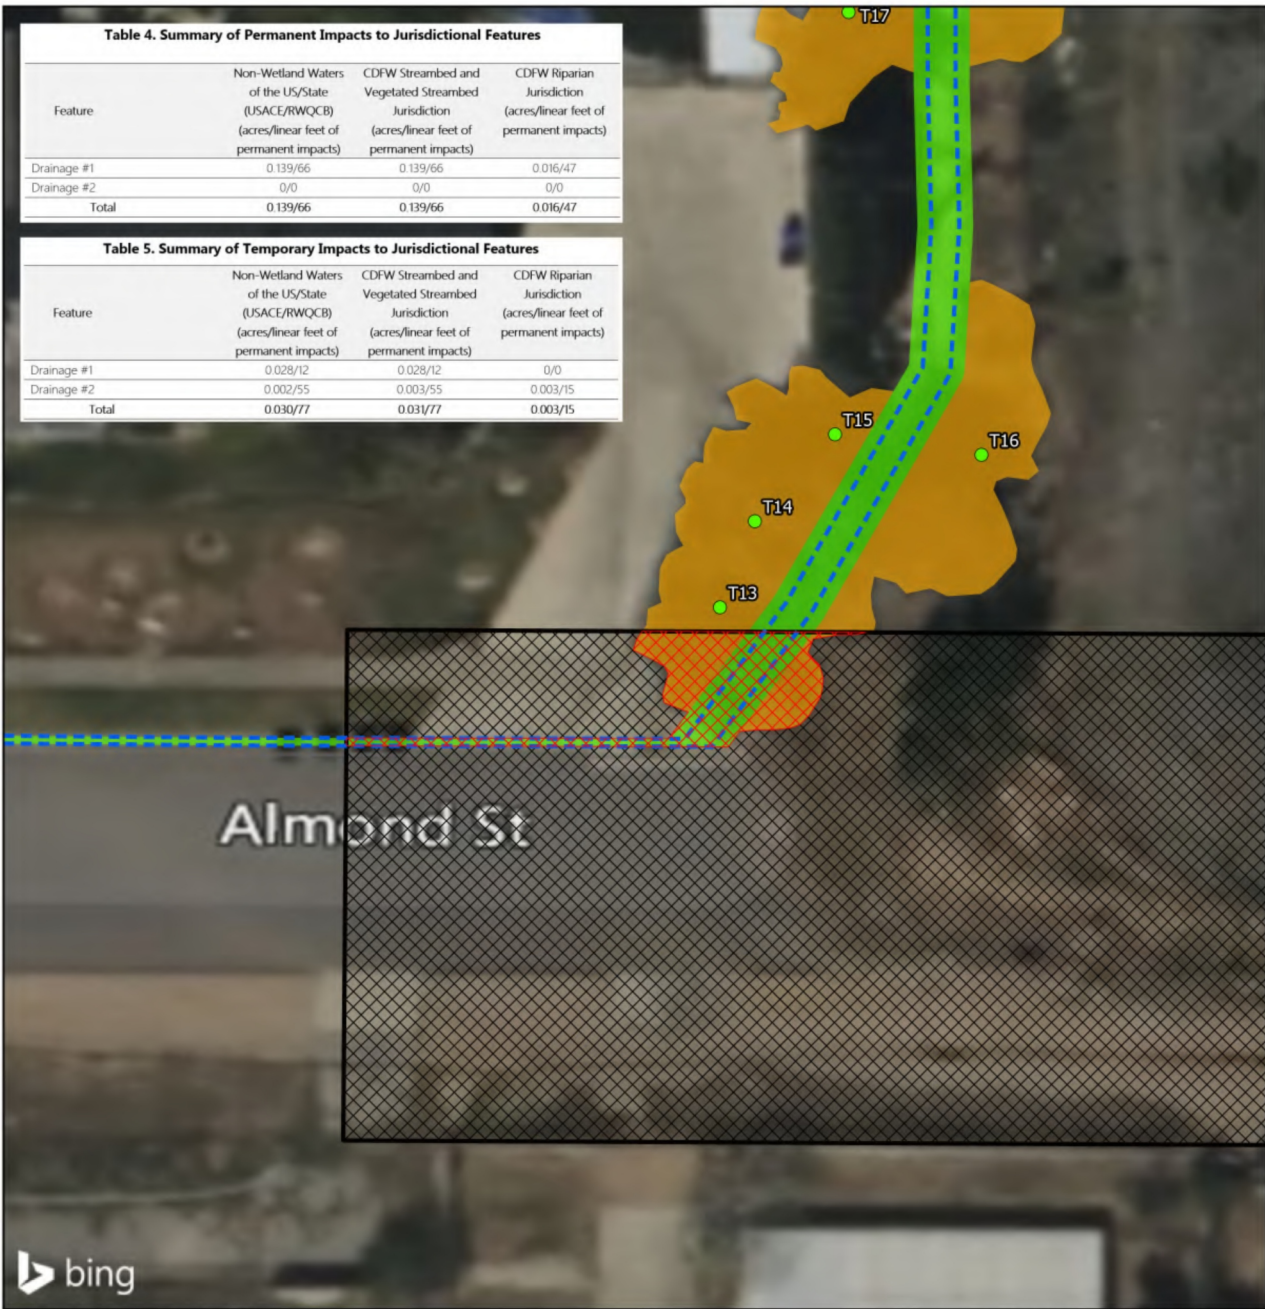 T17
Table 4. Summary of Permanent Impacts to Jurisdictional Features
Feature
Non-Wetland Waters
of the US/State
(USACE/RWQCB)
(acres/linear feet of
permanent impacts)
CDFW Streambed and
Vegetated Streambed
Jurisdiction
(acres/linear feet of
permanent impacts)
CDFW Riparian
Jurisdiction
(acres/linear feet of
permanent impacts)
Drainage #1 0.139/66 0.139/66 0.016/47
Drainage #2 0/0 0/0 0/0
Total 0.139/66 0.139/66 0.016/47
Table 5. Summary of Temporary Impacts to Jurisdictional Features
Feature
Non-Wetland Waters
of the US/State
(USACE/RWQCB)
(acres/linear feet of
permanent impacts)
CDFW Streambed and
Vegetated Streambed
Jurisdiction
(acres/linear feet of
permanent impacts)
CDFW Riparian
Jurisdiction
(acres/linear feet of
permanent impacts)
Drainage #1 0.028/12 0.028/12 0/0
Drainage #2 0.002/55 0.003/55 0.003/15
Total 0.030/77 0.031/77 0.003/15
T15
T16
T14
T13
Almond St
bing